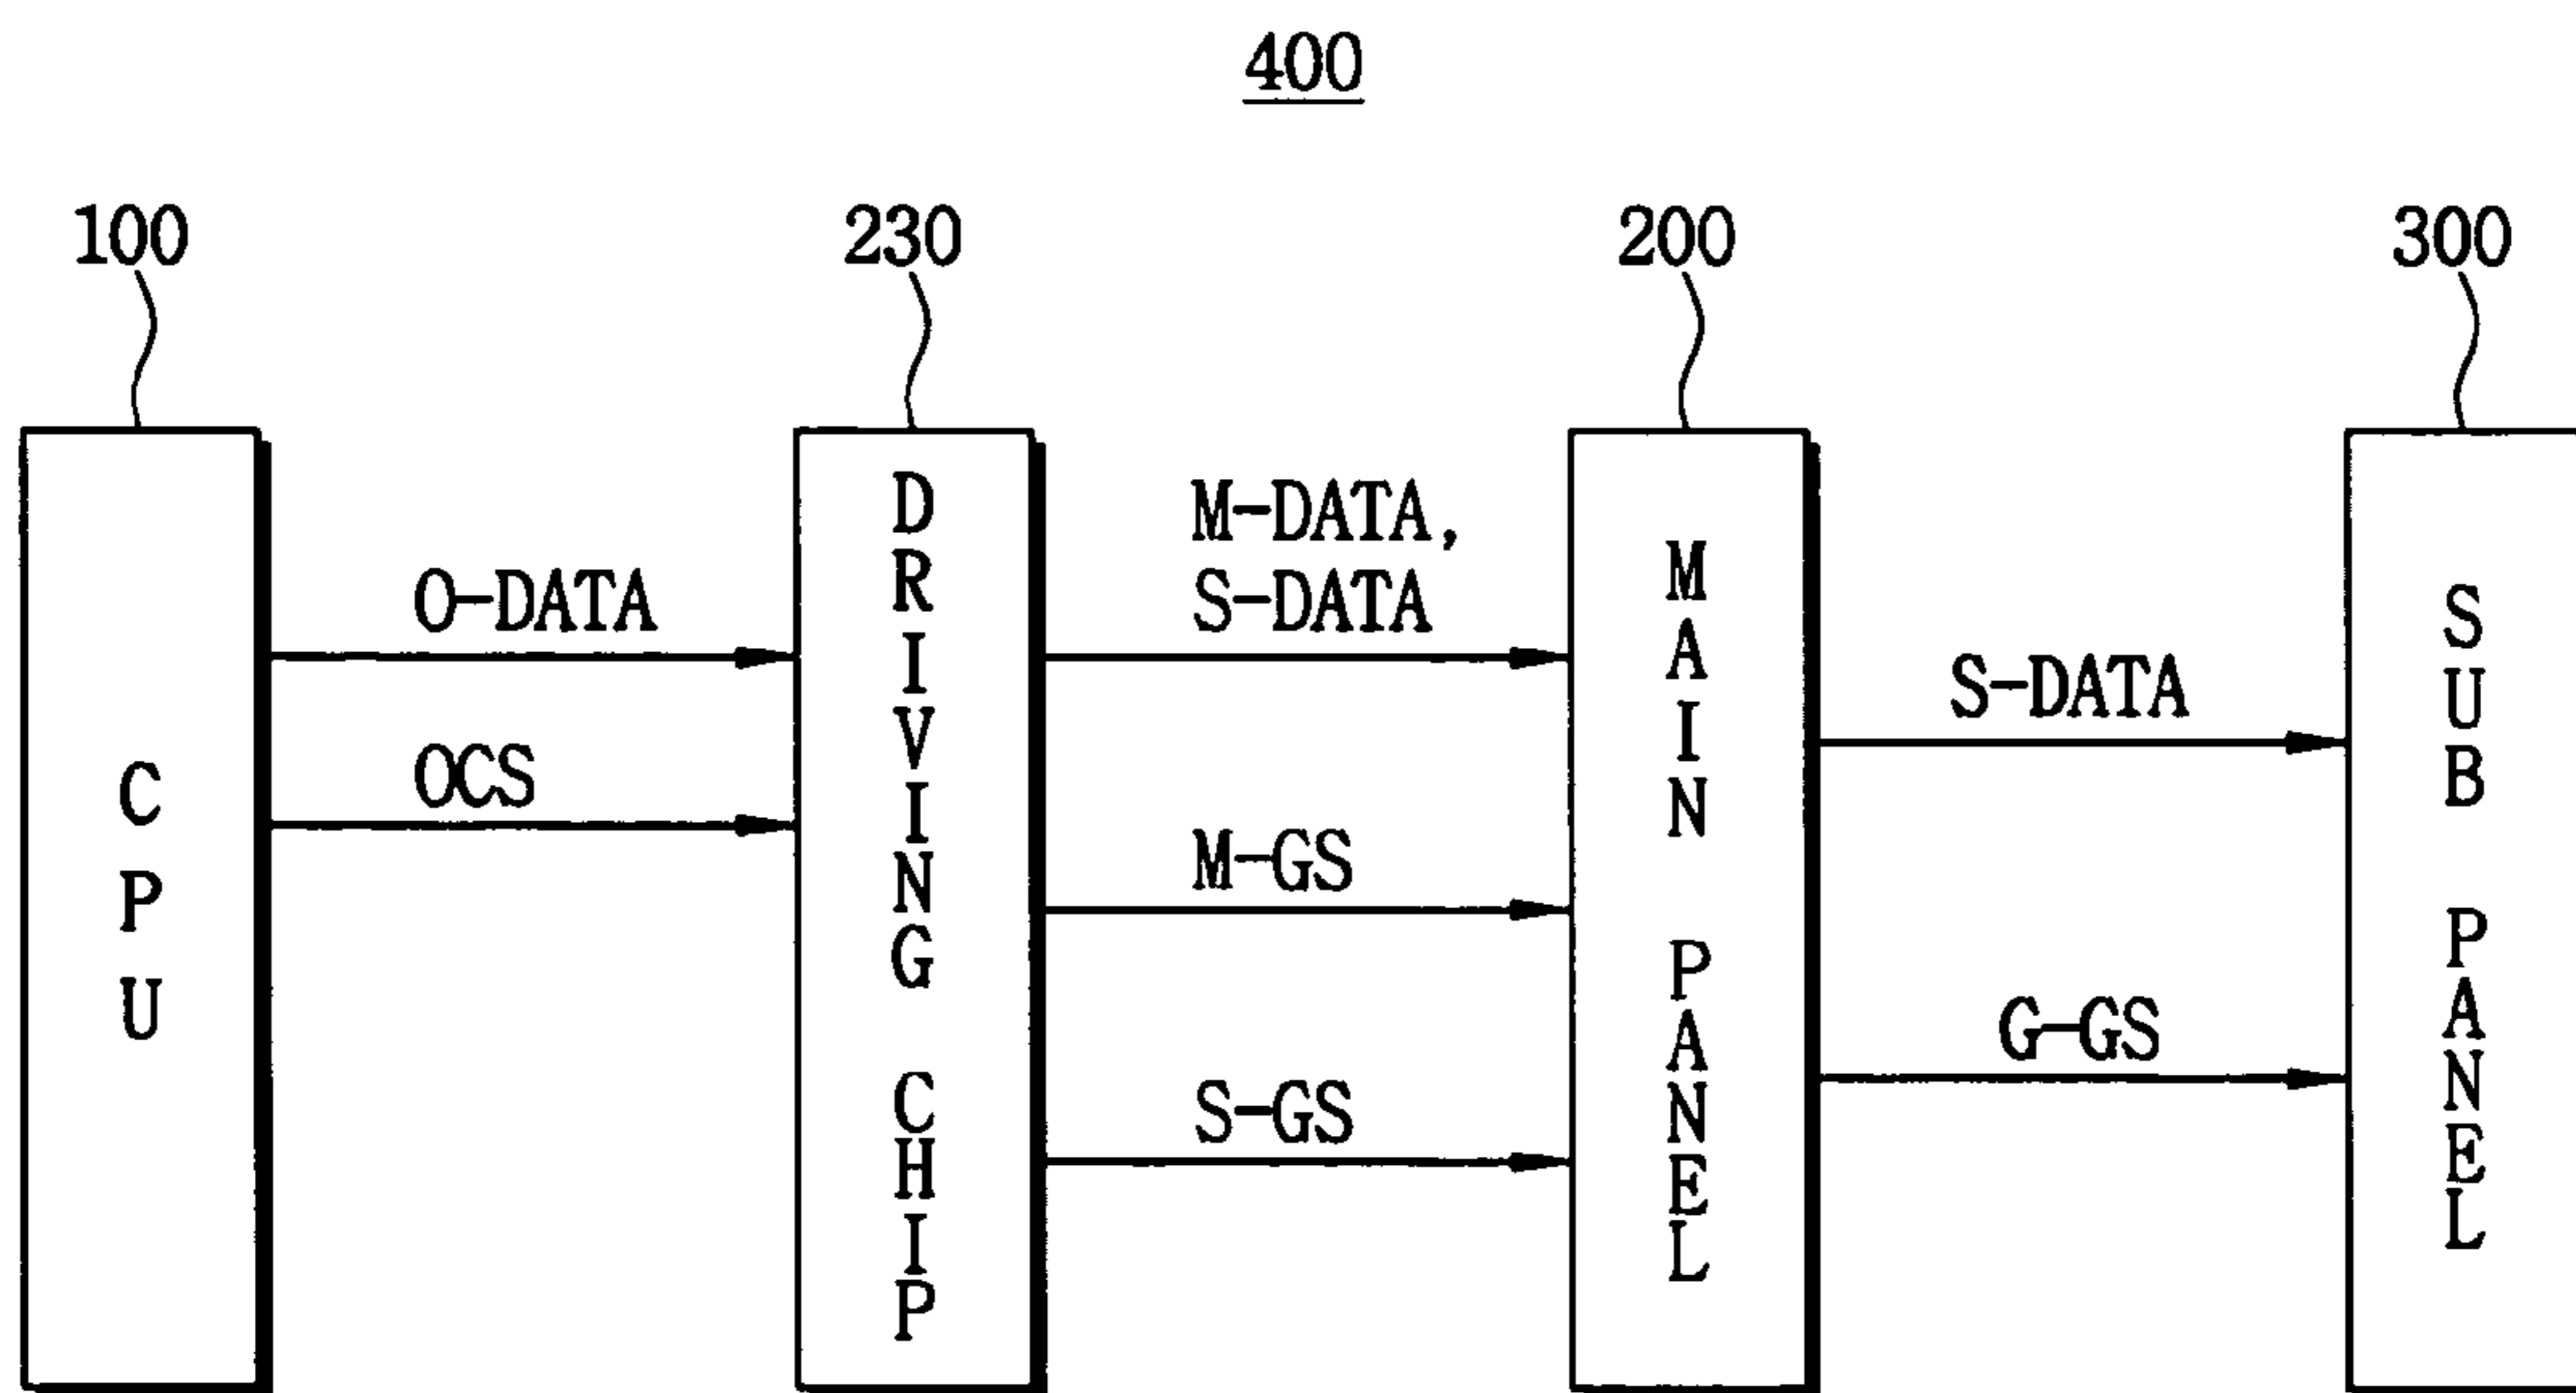 400
100
230
200
300
CPU
O-DATA
OCS
DRIVING CHIP
M-DATA,
S-DATA
M-GS
S-GS
MAIN PANEL
S-DATA
G-GS
SUB PANEL